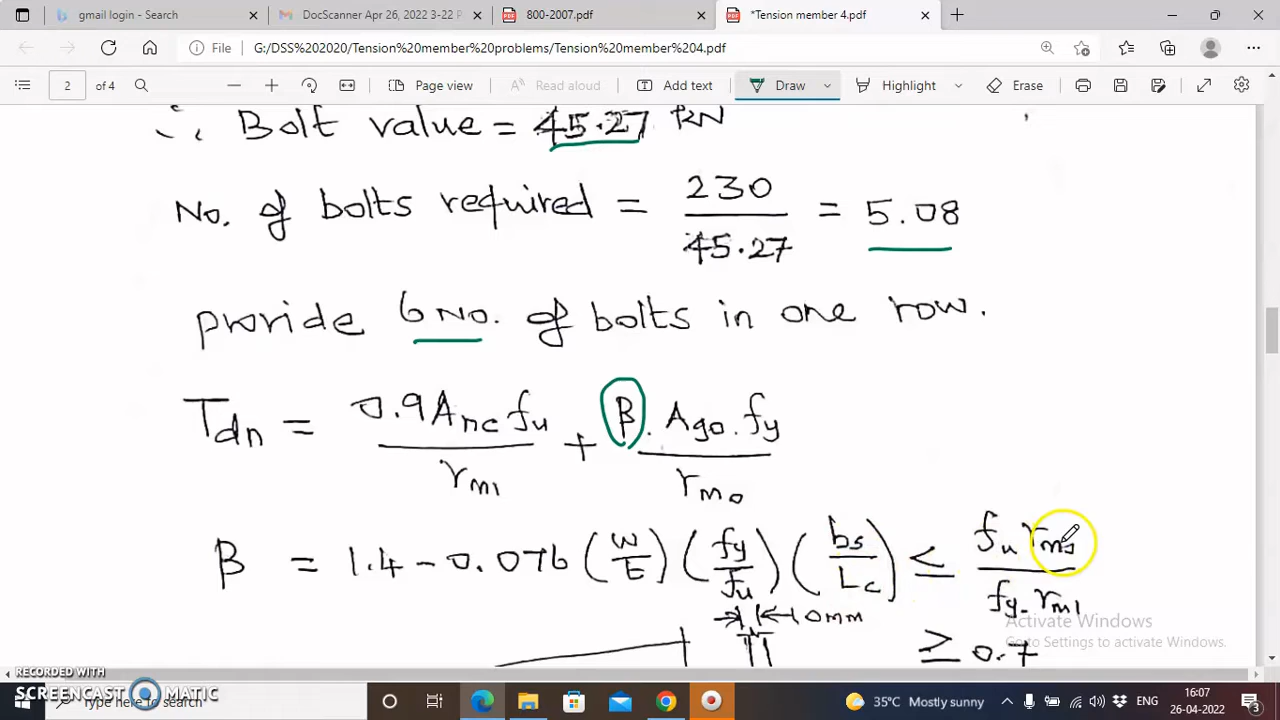 gmail login - Search
DocScanner Apr 26, 2022 3-22 P
800-2007.pdf
*Tension member 4.pdf
File
G:/DSS%202020/Tension%20member%20problems/Tension%20member%204.pdf
2 of 4
Page view
Read aloud
Add text
Draw
Highlight
Erase
∴ Bolt value = 45.27 kN
No. of bolts required = 230 / 45.27 = 5.08
provide 6 No. of bolts in one row.
Tdn = 0.9 Anc fu / γm1 + β. Ago. fy / γm0
β = 1.4 - 0.076 (w/t) (fy/fu) (bs/Lc) ≤ fu γm0 / fy. γm1
10mm
≥ 0.7
Activate Windows
Go to Settings to activate Windows.
RECORDED WITH
SCREENCAST MATIC
here to search
35°C Mostly sunny
ENG
16:07
26-04-2022
3